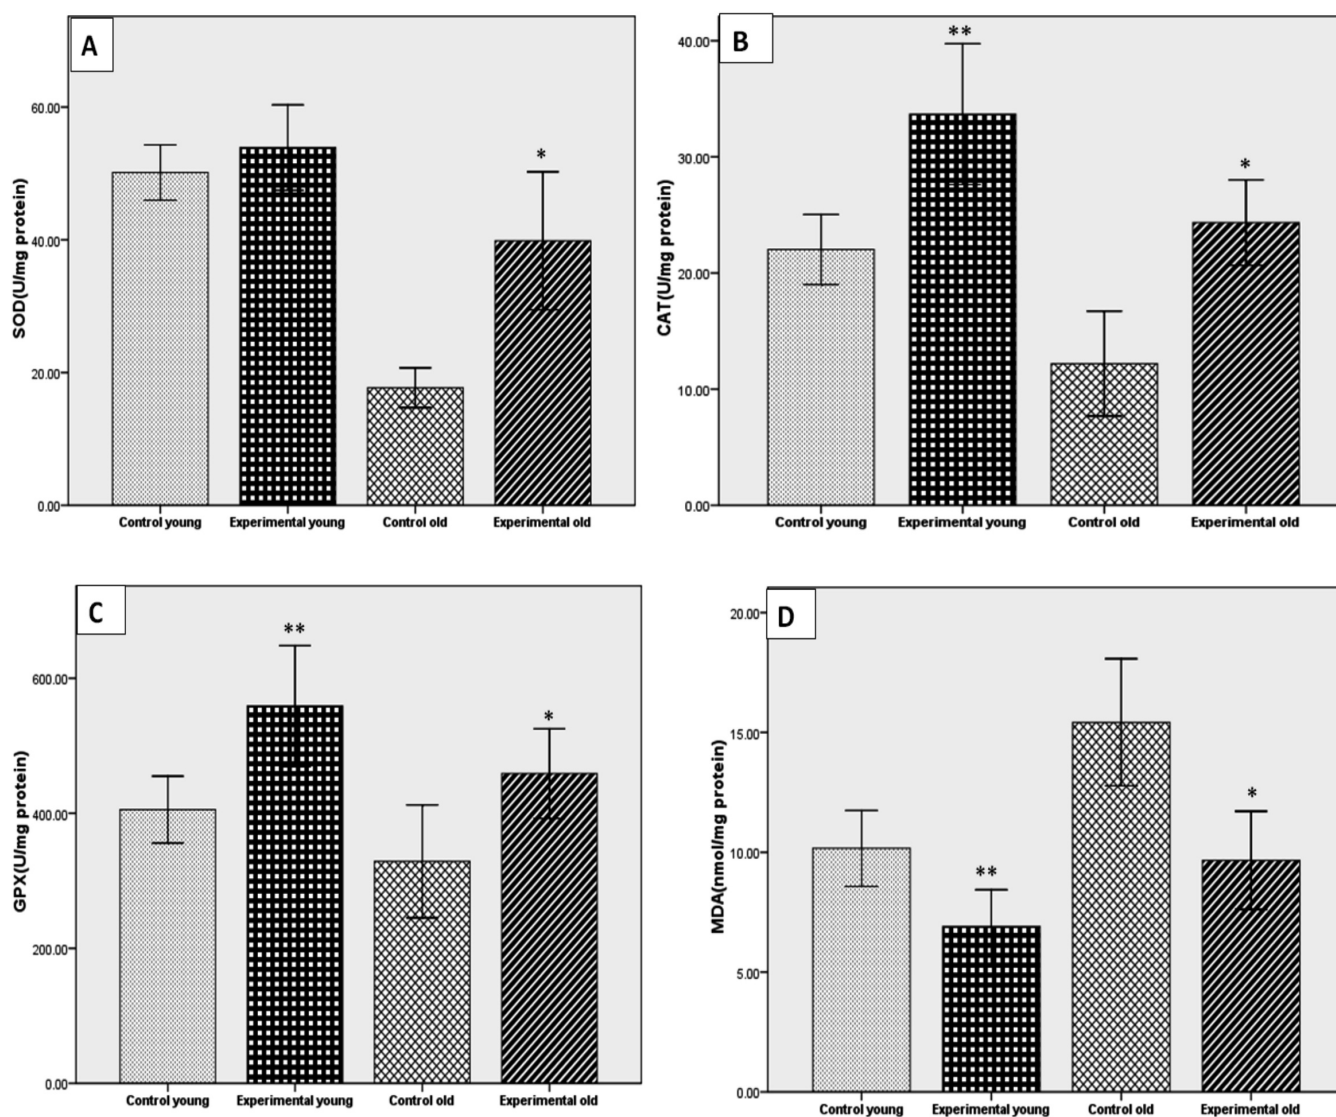 A
SOD(U/mg protein)
60.00
40.00
20.00
0.00
*
Control young Experimental young Control old Experimental old
B
CAT(U/mg protein)
40.00
30.00
20.00
10.00
0.00
**
*
Control young Experimental young Control old Experimental old
C
GPX(U/mg protein)
600.00
400.00
200.00
0.00
**
*
Control young Experimental young Control old Experimental old
D
MDA(nmol/mg protein)
20.00
15.00
10.00
5.00
0.00
**
*
Control young Experimental young Control old Experimental old